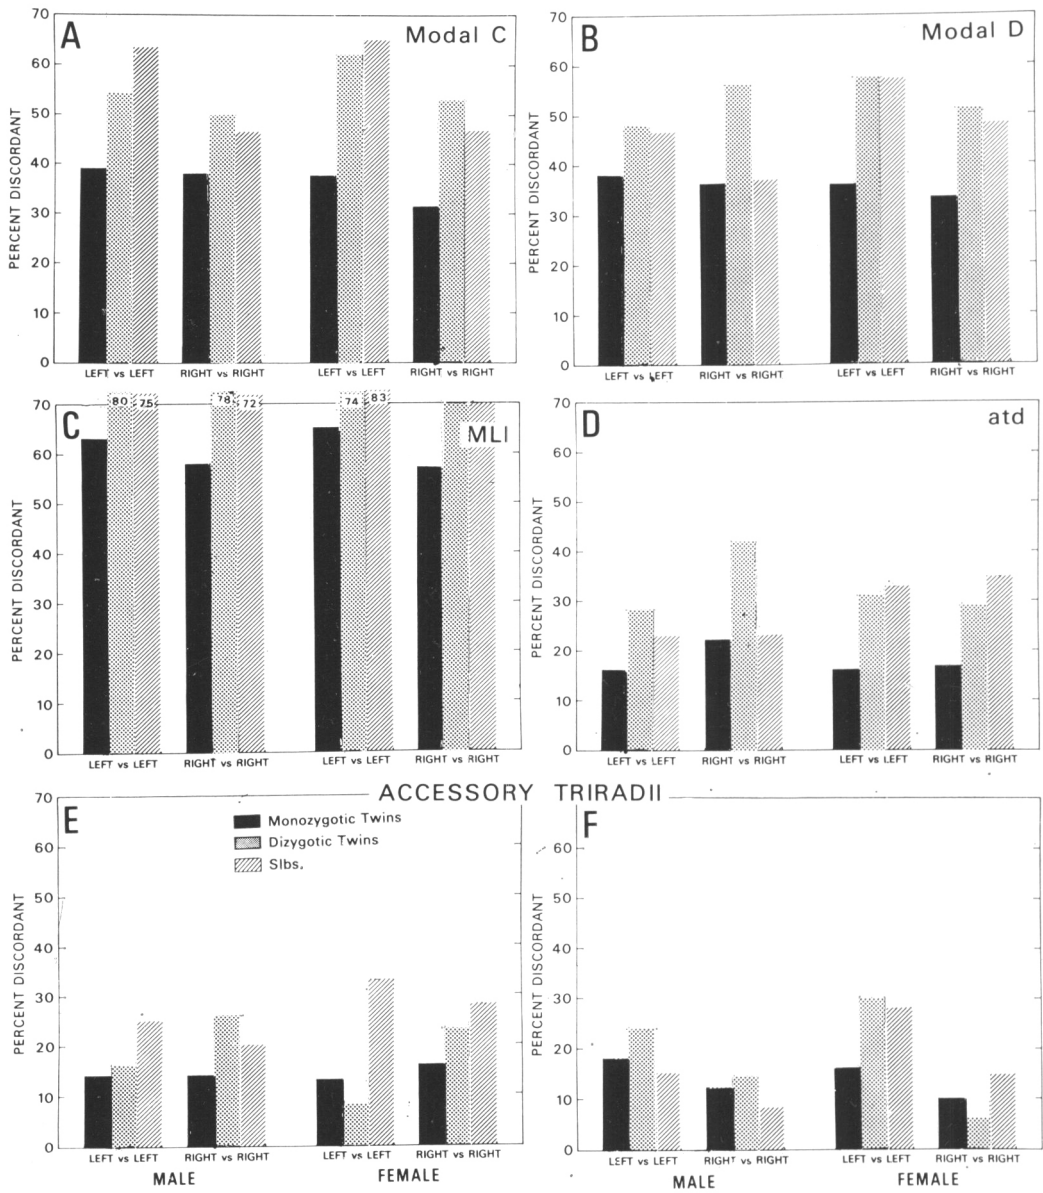 A Modal C
PERCENT DISCORDANT
70
60
50
40
30
20
10
0
LEFT vs LEFT RIGHT vs RIGHT LEFT vs LEFT RIGHT vs RIGHT
B Modal D
PERCENT DISCORDANT
70
60
50
40
30
20
10
0
LEFT vs LEFT RIGHT vs RIGHT LEFT vs LEFT RIGHT vs RIGHT
C MLI
80 75 78 72 74 83
PERCENT DISCORDANT
70
60
50
40
30
20
10
0
LEFT vs LEFT RIGHT vs RIGHT LEFT vs LEFT RIGHT vs RIGHT
D atd
PERCENT DISCORDANT
70
60
50
40
30
20
10
0
LEFT vs LEFT RIGHT vs RIGHT LEFT vs LEFT RIGHT vs RIGHT
ACCESSORY TRIRADII
E
Monozygotic Twins
Dizygotic Twins
SIbs.
PERCENT DISCORDANT
70
60
50
40
30
20
10
0
LEFT vs LEFT RIGHT vs RIGHT LEFT vs LEFT RIGHT vs RIGHT
MALE FEMALE
F
PERCENT DISCORDANT
60
50
40
30
20
10
0
LEFT vs LEFT RIGHT vs RIGHT LEFT vs LEFT RIGHT vs RIGHT
MALE FEMALE